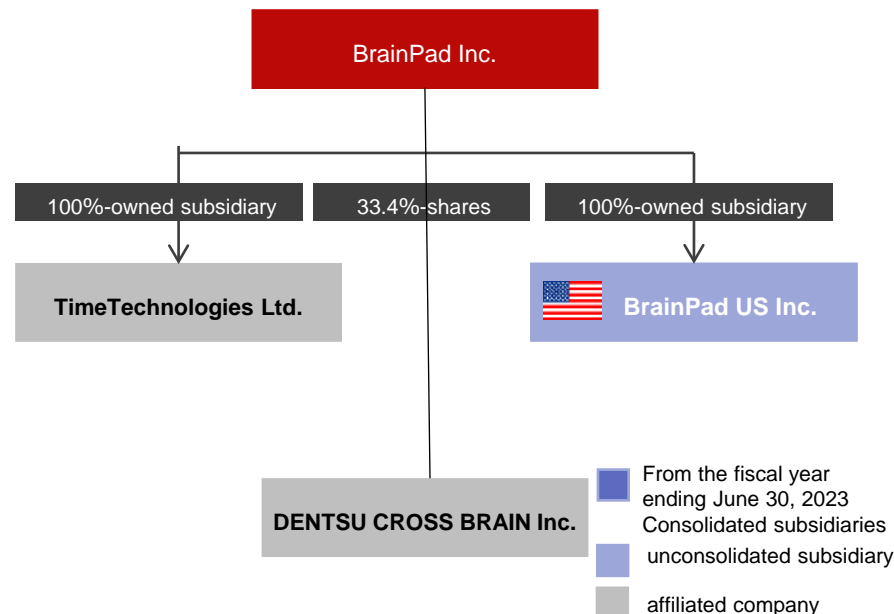 BrainPad Inc.
100%-owned subsidiary
33.4%-shares
100%-owned subsidiary
TimeTechnologies Ltd.
BrainPad US Inc.
DENTSU CROSS BRAIN Inc.
From the fiscal year
ending June 30, 2023
Consolidated subsidiaries
unconsolidated subsidiary
affiliated company